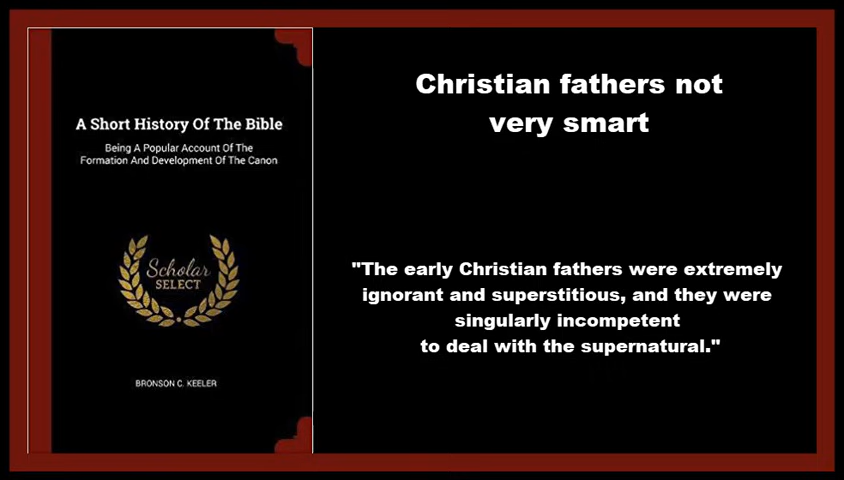 A Short History Of The Bible
Being A Popular Account Of The
Formation And Development Of The Canon
Scholar
SELECT
BRONSON C. KEELER
Christian fathers not
very smart
"The early Christian fathers were extremely
ignorant and superstitious, and they were
singularly incompetent
to deal with the supernatural."